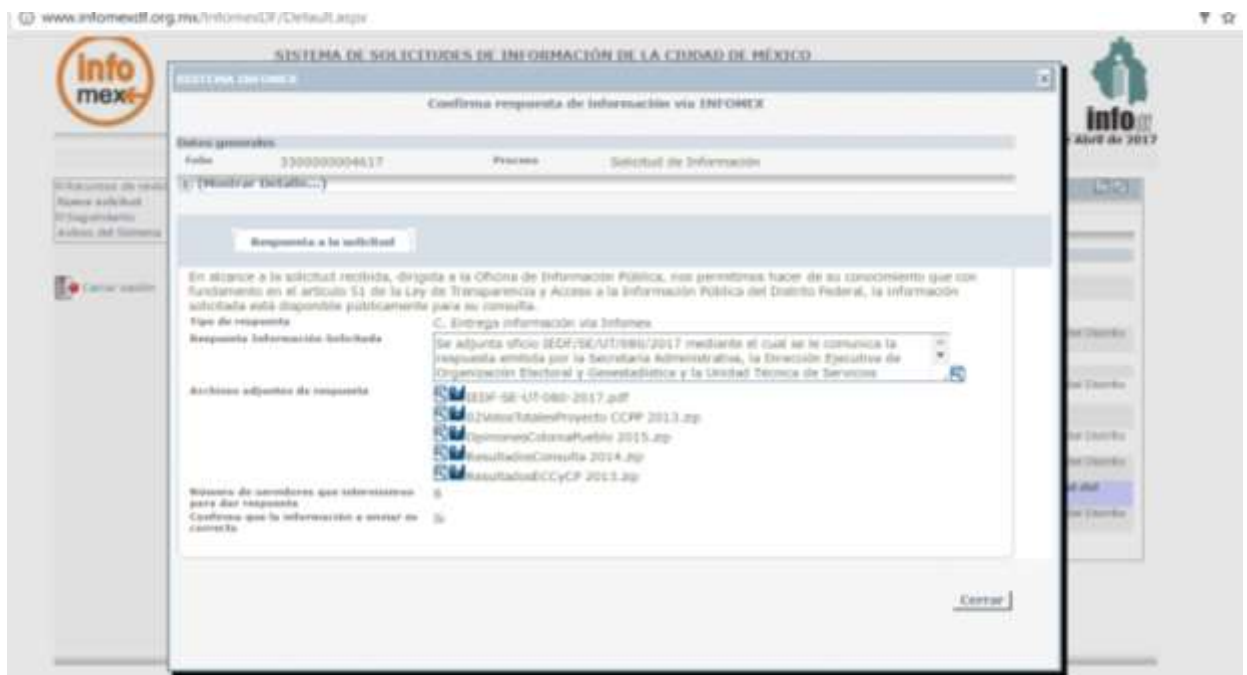 www.infomexdf.org.mx/InfomexDF/Default.aspx
SISTEMA DE SOLICITUDES DE INFORMACIÓN DE LA CIUDAD DE MÉXICO
info
mex
info
Abril de 2017
SISTEMA INFOMEX
Confirma respuesta de información vía INFOMEX
Datos generales
Folio 3300000004617 Proceso Solicitud de Información
(Mostrar Detalle...)
Nueva solicitud
Seguimiento
Avisos del Sistema
Cerrar sesión
Respuesta a la solicitud
En alcance a la solicitud recibida, dirigida a la Oficina de Información Pública, nos permitimos hacer de su conocimiento que con
fundamento en el artículo 51 de la Ley de Transparencia y Acceso a la Información Pública del Distrito Federal, la información
solicitada está disponible públicamente para su consulta.
Tipo de respuesta C. Entrega información vía Infomex
Respuesta Información Solicitada Se adjunta oficio IEDF/SE/UT/080/2017 mediante el cual se le comunica la
respuesta emitida por la Secretaría Administrativa, la Dirección Ejecutiva de
Organización Electoral y Geoestadística y la Unidad Técnica de Servicios
Archivos adjuntos de respuesta
IEDF-SE-UT-080-2017.pdf
02VotosTotalesProyecto CCPP 2013.zip
OpinionesColoniaPueblo 2015.zip
ResultadosConsulta 2014.zip
ResultadosECCyCP 2013.zip
Número de servidores que intervinieron
para dar respuesta
Confirma que la información a enviar es Si
correcta
Cerrar